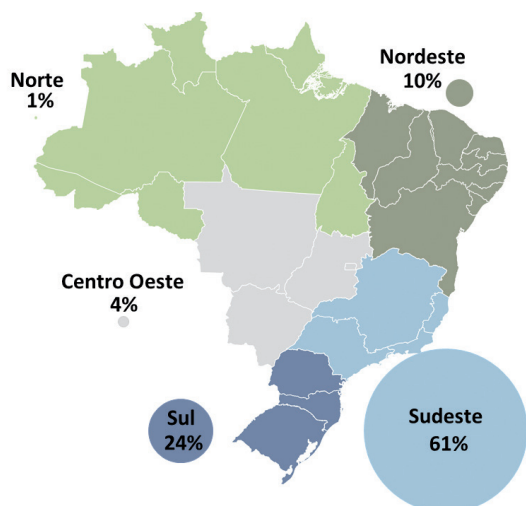 Nordeste
10%
Norte
1%
Centro Oeste
4%
Sul
24%
Sudeste
61%